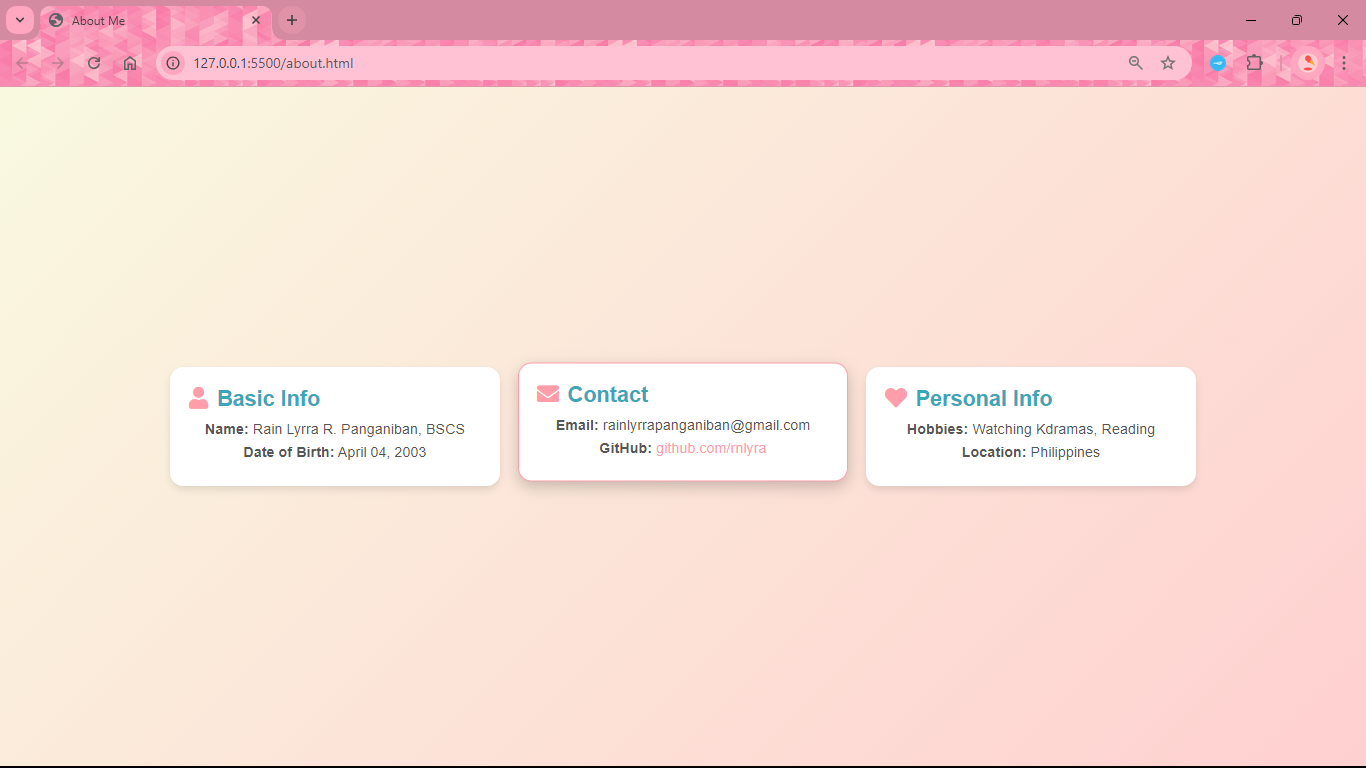 About Me
127.0.0.1:5500/about.html
Basic Info
Name: Rain Lyrra R. Panganiban, BSCS
Date of Birth: April 04, 2003
Contact
Email: rainlyrrapanganiban@gmail.com
GitHub: github.com/rnlyra
Personal Info
Hobbies: Watching Kdramas, Reading
Location: Philippines